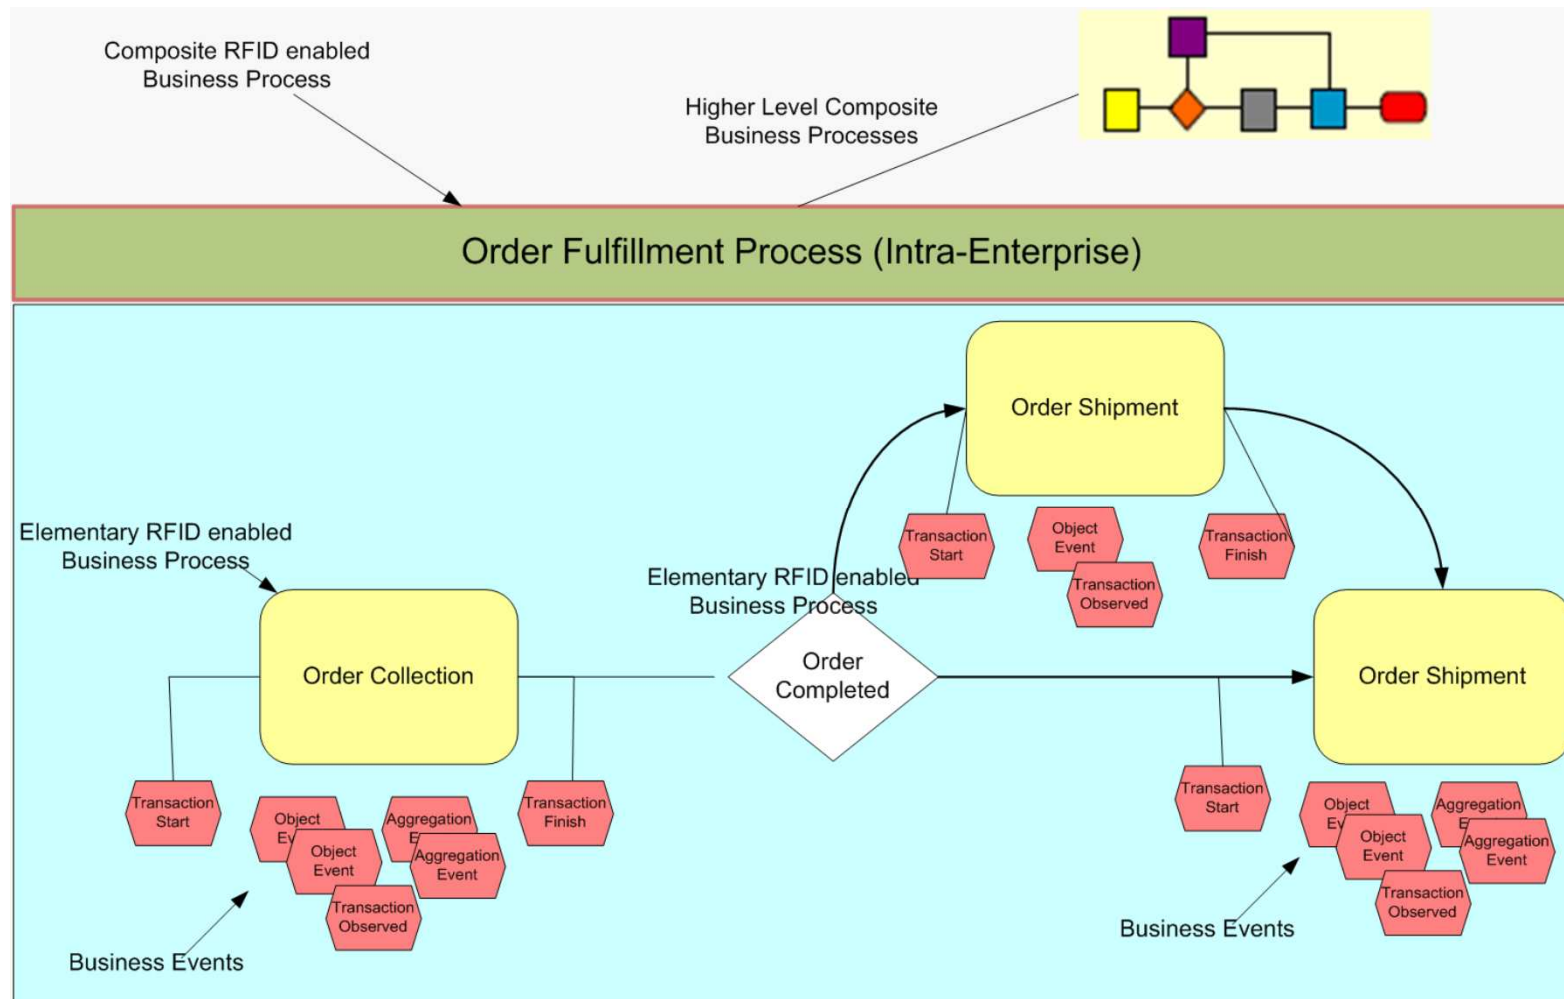 Composite RFID enabled
Business Process
Higher Level Composite
Business Processes
Order Fulfillment Process (Intra-Enterprise)
Order Shipment
Transaction
Start
Object
Event
Transaction
Observed
Transaction
Finish
Elementary RFID enabled
Business Process
Elementary RFID enabled
Business Process
Order Collection
Order
Completed
Order Shipment
Transaction
Start
Object
Object
Event
Aggregation
Aggregation
Event
Transaction
Observed
Transaction
Finish
Business Events
Transaction
Start
Object
Object
Event
Aggregation
Aggregation
Event
Transaction
Observed
Business Events